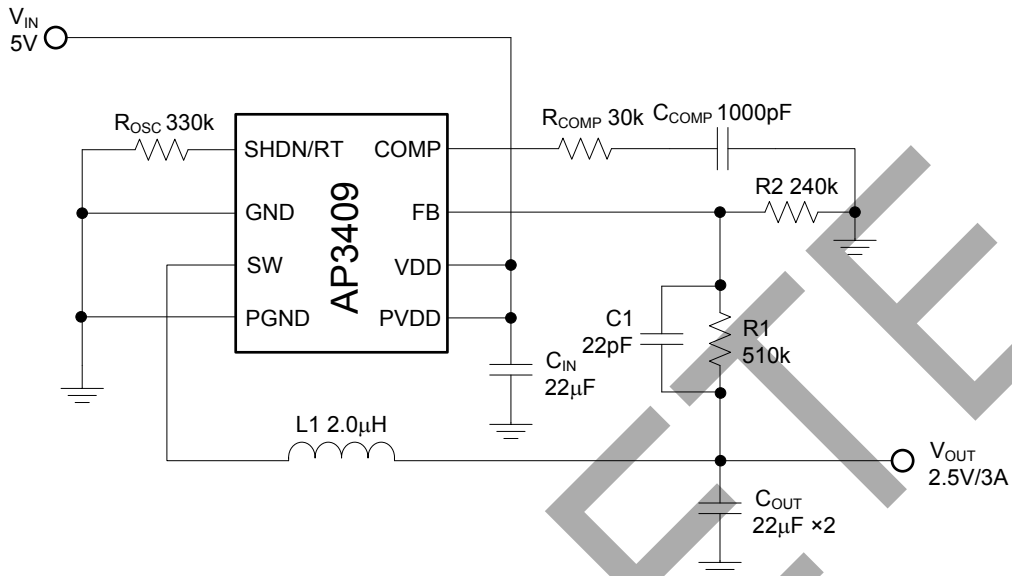 VIN
5V
ROSC 330k
SHDN/RT
GND
SW
PGND
AP3409
COMP
FB
VDD
PVDD
RCOMP 30k
CCOMP 1000pF
R2 240k
C1
22pF
R1
510k
CIN
22μF
L1 2.0μH
VOUT
2.5V/3A
COUT
22μF ×2